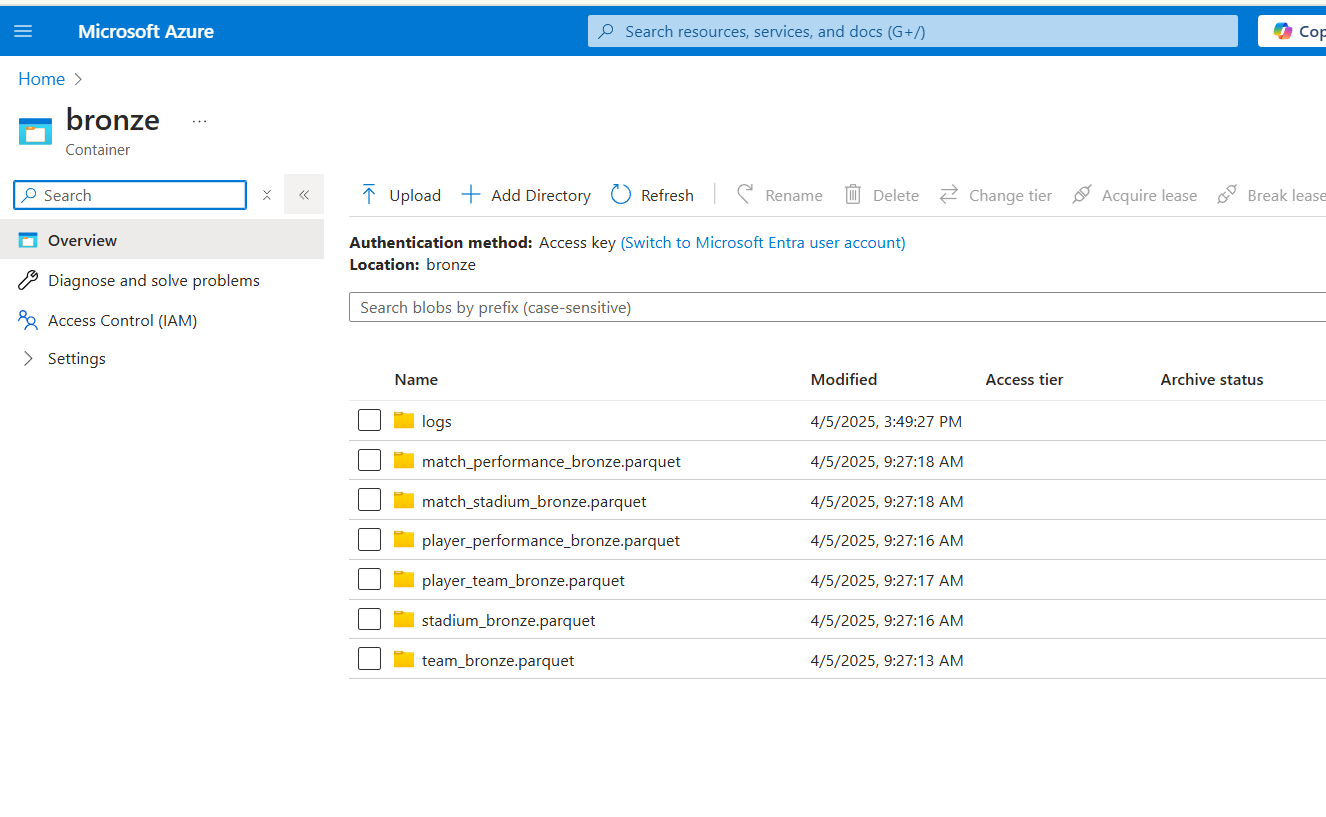 Microsoft Azure
Search resources, services, and docs (G+/)
Cop
Home
bronze
...
Container
Search
Upload
Add Directory
Refresh
Rename
Delete
Change tier
Acquire lease
Break lease
Overview
Diagnose and solve problems
Access Control (IAM)
Settings
Authentication method: Access key (Switch to Microsoft Entra user account)
Location: bronze
Search blobs by prefix (case-sensitive)
Name Modified Access tier Archive status
logs 4/5/2025, 3:49:27 PM
match_performance_bronze.parquet 4/5/2025, 9:27:18 AM
match_stadium_bronze.parquet 4/5/2025, 9:27:18 AM
player_performance_bronze.parquet 4/5/2025, 9:27:16 AM
player_team_bronze.parquet 4/5/2025, 9:27:17 AM
stadium_bronze.parquet 4/5/2025, 9:27:16 AM
team_bronze.parquet 4/5/2025, 9:27:13 AM